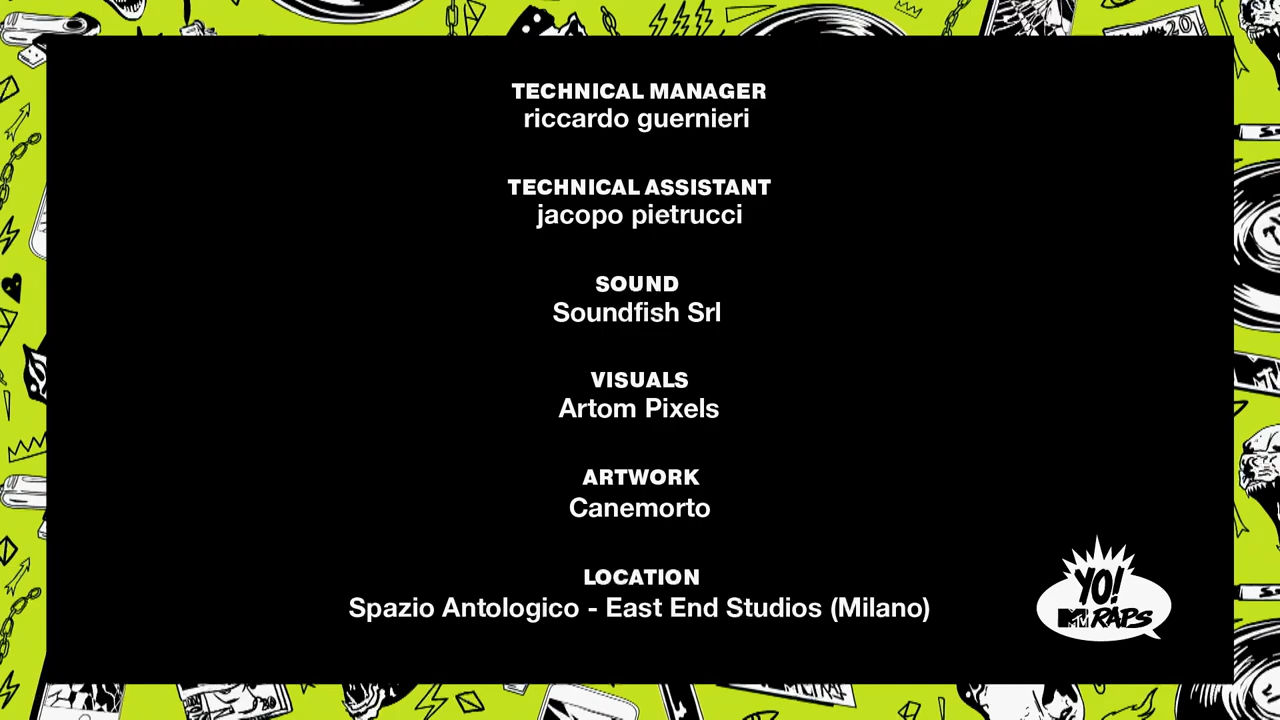 TECHNICAL MANAGER
riccardo guernieri
TECHNICAL ASSISTANT
jacopo pietrucci
SOUND
Soundfish Srl
VISUALS
Artom Pixels
ARTWORK
Canemorto
LOCATION
Spazio Antologico - East End Studios (Milano)
YO!
MTV RAPS
20